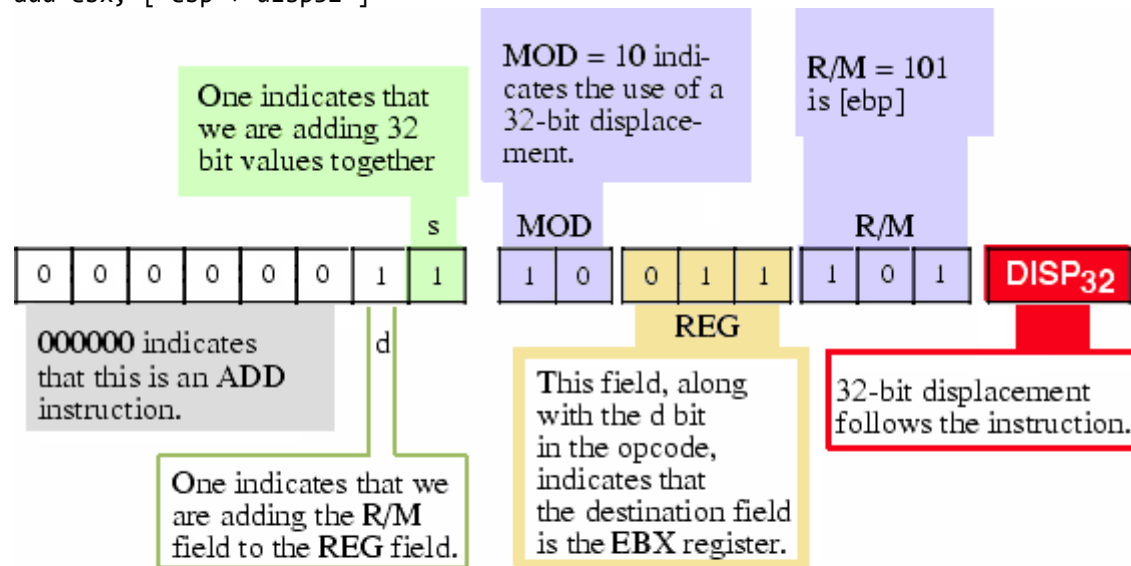 One indicates that
we are adding 32
bit values together
MOD = 10 indi-
cates the use of a
32-bit displace-
ment.
R/M = 101
is [ebp]
s
MOD
R/M
0 0 0 0 0 0 1 1 1 0 0 1 1 1 0 1 DISP32
000000 indicates
that this is an ADD
instruction.
d
REG
One indicates that we
are adding the R/M
field to the REG field.
This field, along
with the d bit
in the opcode,
indicates that
the destination field
is the EBX register.
32-bit displacement
follows the instruction.